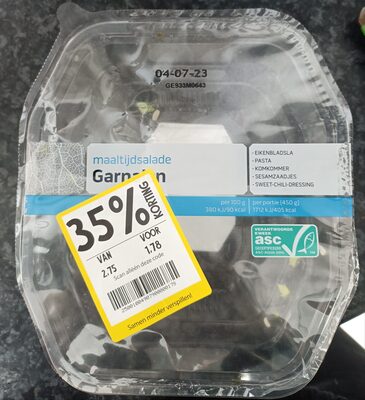 04-07-23
GE933M0643
maaltijdsalade
Garnalen
· EIKENBLADSLA
· PASTA
· KOMKOMMER
· SESAMZAADJES
· SWEET-CHILI-DRESSING
per 100 g
380 kJ/90 kcal
per portie (450 g)
1712 kJ/405 kcal
VERANTWOORDE
KWEEK
asc
35% KORTING
VAN
2.75
VOOR
1.78
Scan alléén deze code
Samen minder verspillen!